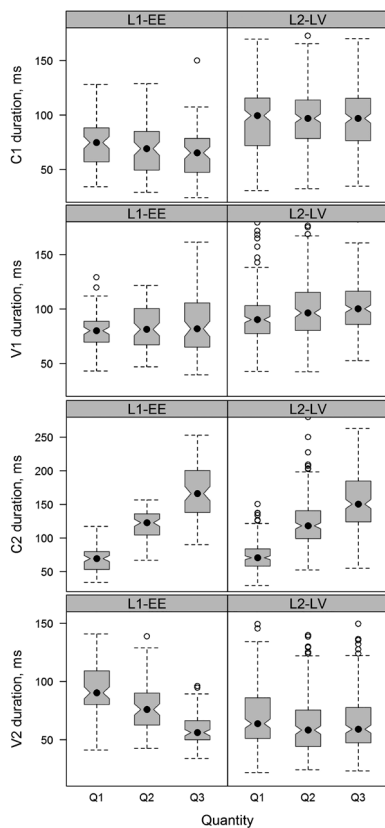 L1-EE L2-LV
C1 duration, ms
150
100
50
L1-EE L2-LV
V1 duration, ms
150
100
50
L1-EE L2-LV
C2 duration, ms
250
200
150
100
50
L1-EE L2-LV
V2 duration, ms
150
100
50
Q1 Q2 Q3 Q1 Q2 Q3
Quantity